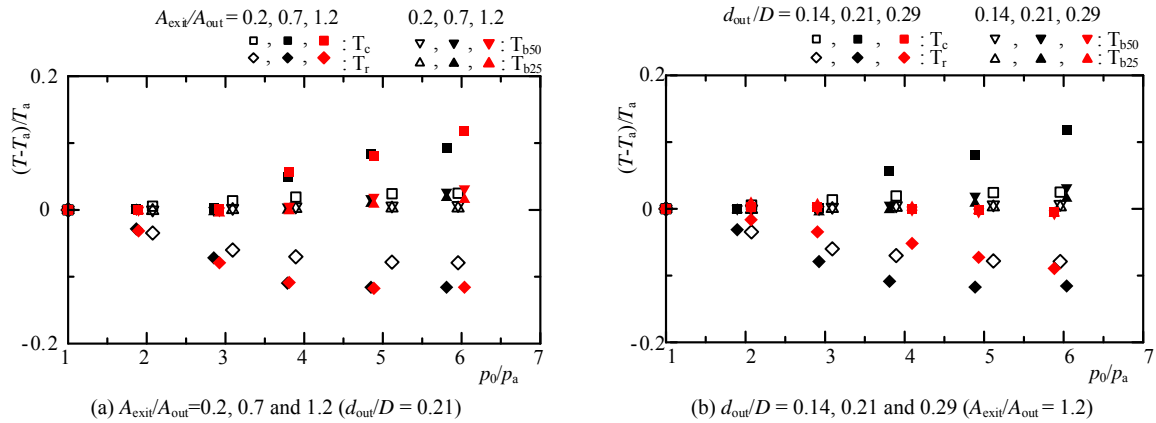 A_exit/A_out = 0.2, 0.7, 1.2 0.2, 0.7, 1.2
, , : T_c , , : T_b50
, , : T_r , , : T_b25
0.2
0
-0.2
(T-T_a)/T_a
1 2 3 4 5 6 7
p_0/p_a
(a) A_exit/A_out=0.2, 0.7 and 1.2 (d_out/D = 0.21)
d_out/D = 0.14, 0.21, 0.29 0.14, 0.21, 0.29
, , : T_c , , : T_b50
, , : T_r , , : T_b25
0.2
0
-0.2
(T-T_a)/T_a
1 2 3 4 5 6 7
p_0/p_a
(b) d_out/D = 0.14, 0.21 and 0.29 (A_exit/A_out = 1.2)